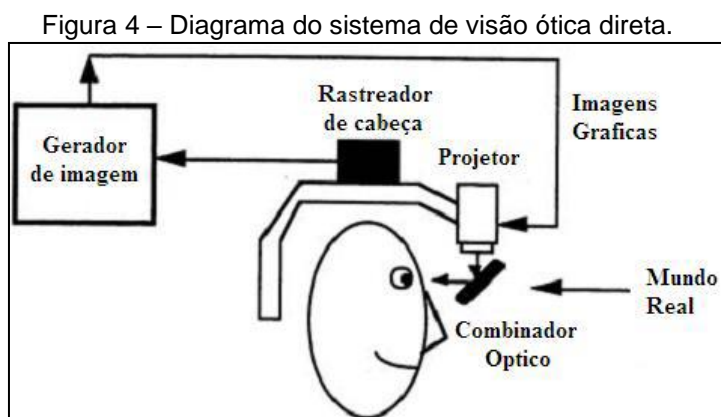 Figura 4 – Diagrama do sistema de visão ótica direta.
Rastreador
de cabeça
Imagens
Graficas
Gerador
de imagem
Projetor
Mundo
Real
Combinador
Optico